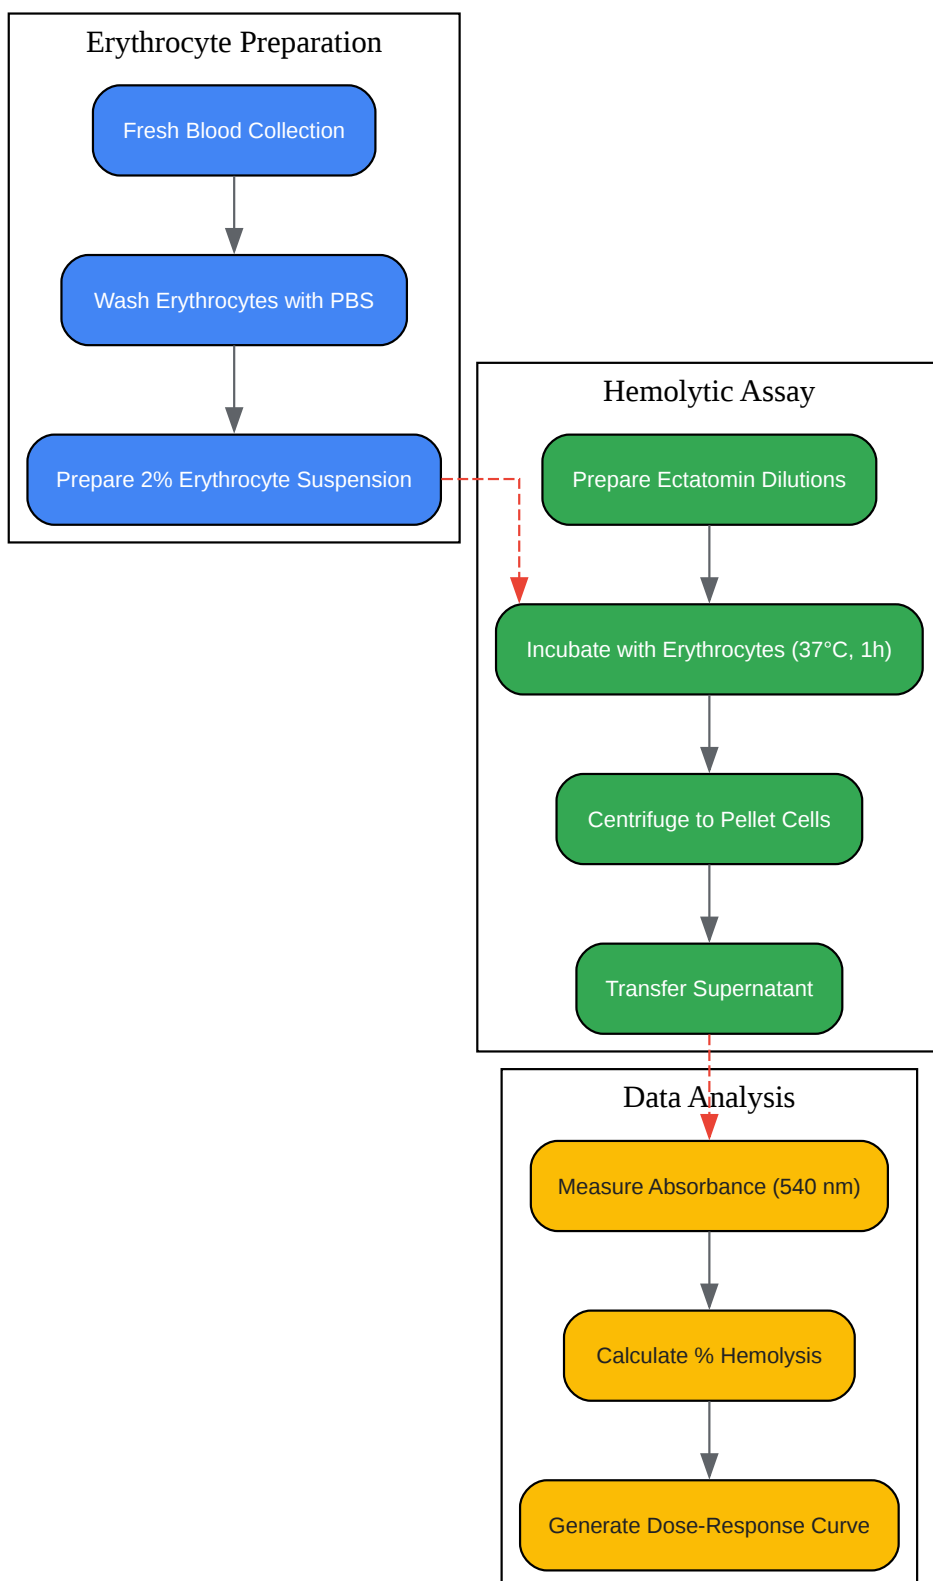 Erythrocyte Preparation
Fresh Blood Collection
Wash Erythrocytes with PBS
Prepare 2% Erythrocyte Suspension
Hemolytic Assay
Prepare Ectatomin Dilutions
Incubate with Erythrocytes (37°C, 1h)
Centrifuge to Pellet Cells
Transfer Supernatant
Data Analysis
Measure Absorbance (540 nm)
Calculate % Hemolysis
Generate Dose-Response Curve